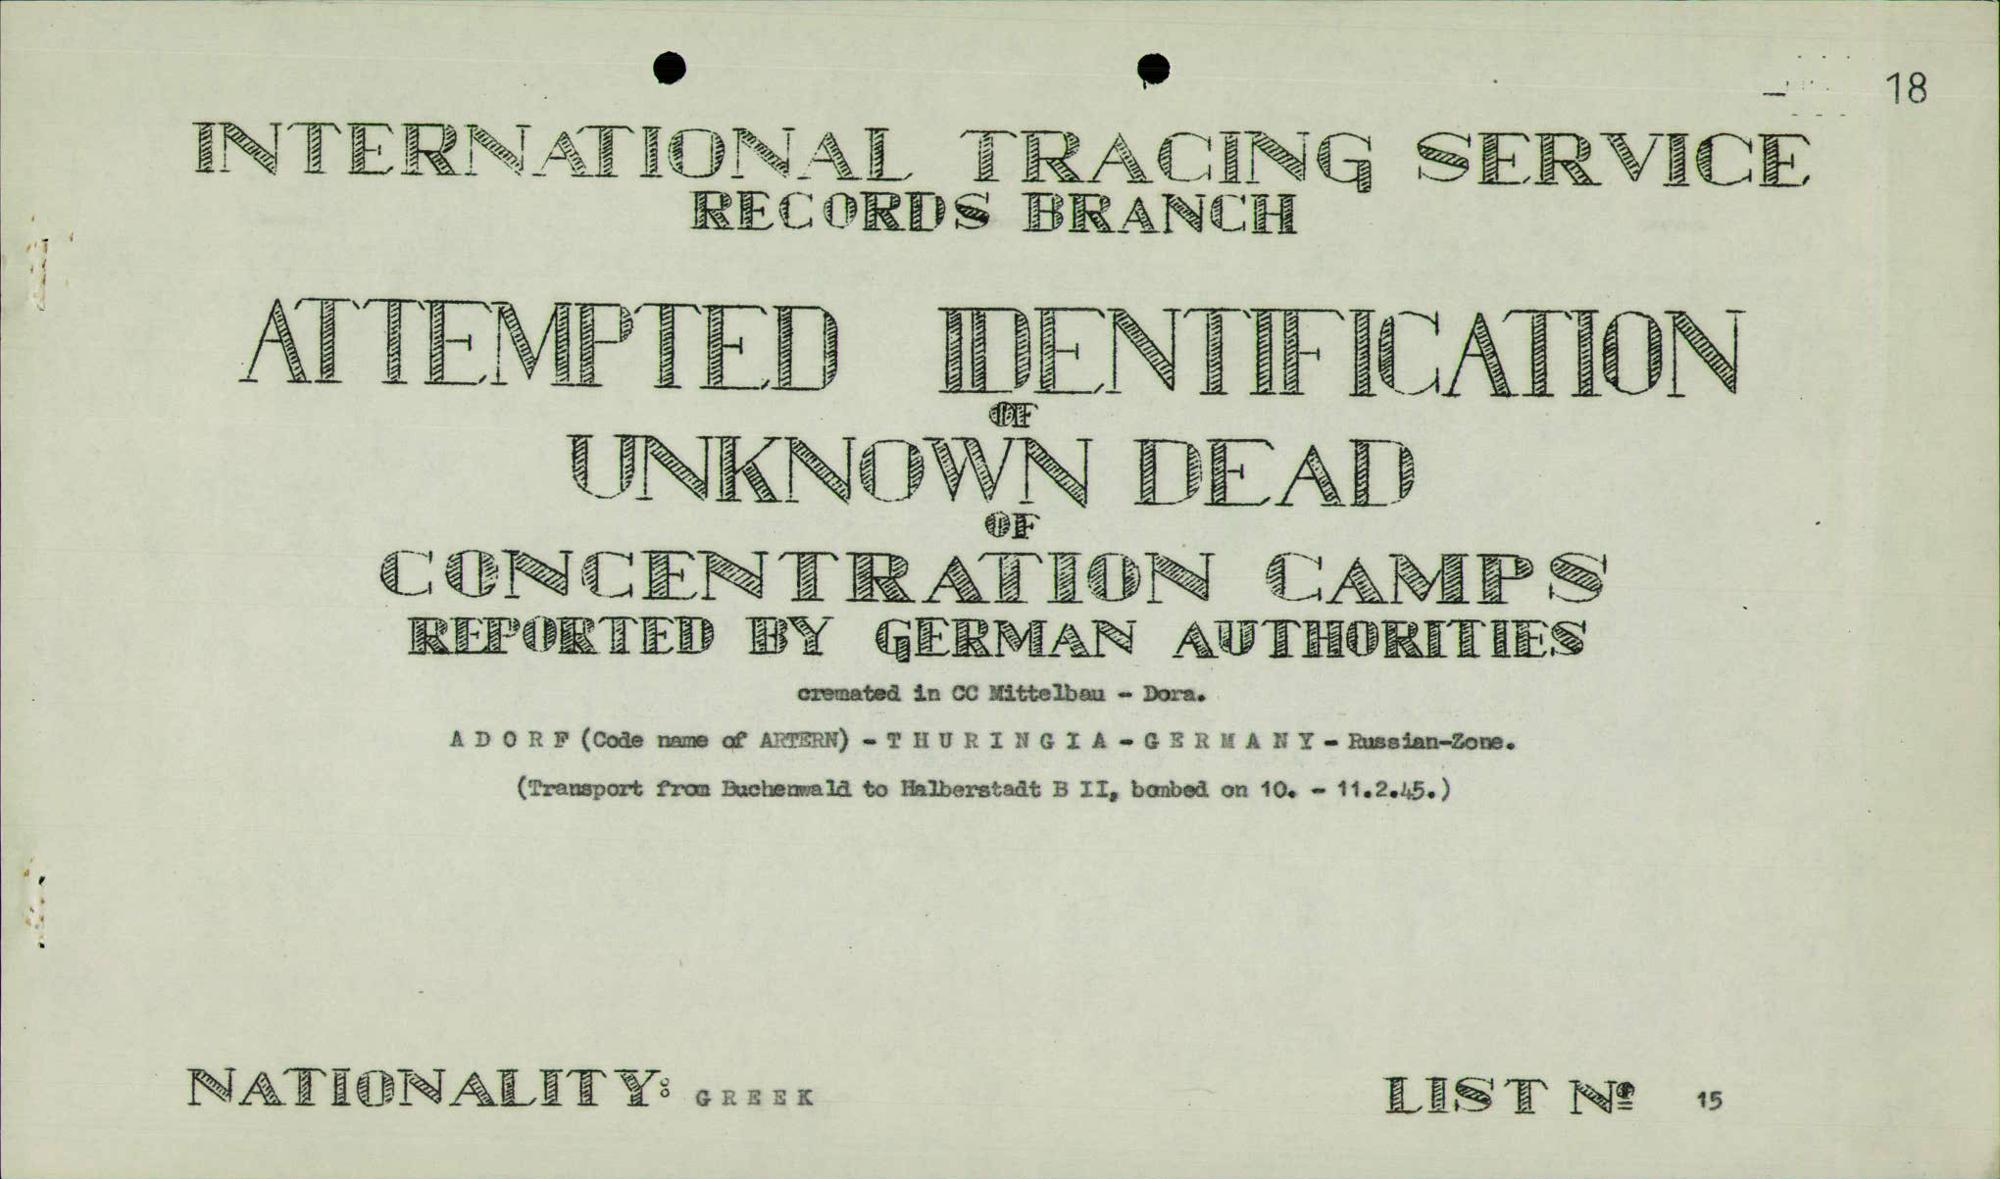 18
INTERNATIONAL TRACING SERVICE
RECORDS BRANCH
ATTEMPTED IDENTIFICATION
OF
UNKNOWN DEAD
OF
CONCENTRATION CAMPS
REPORTED BY GERMAN AUTHORITIES
cremated in CC Mittelbau - Dora.
A D O R F (Code name of ARTERN) - T H U R I N G I A - G E R M A N Y - Russian-Zone.
(Transport from Buchenwald to Halberstadt B II, bombed on 10. - 11.2.45.)
NATIONALITY: G R E E K
LIST Nº 15